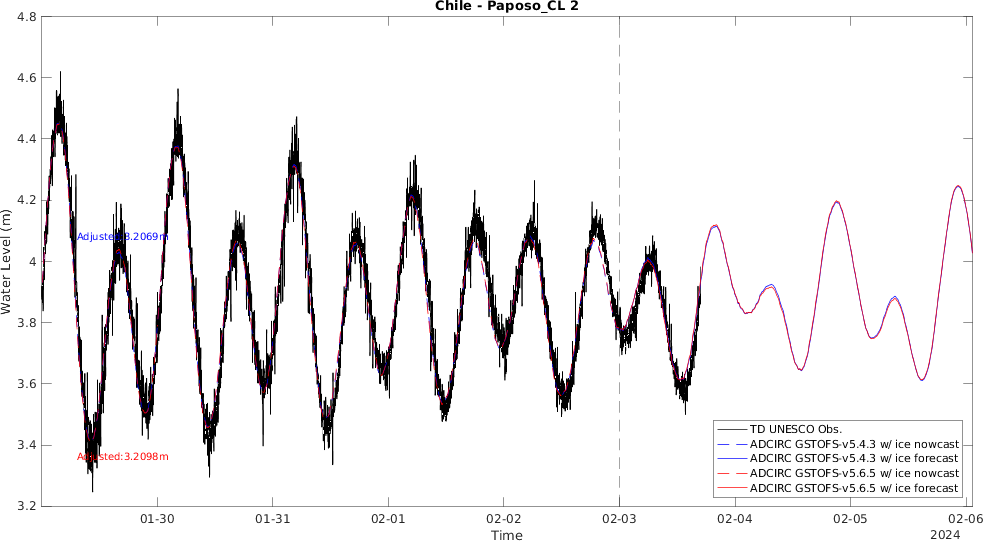 Chile - Paposo_CL 2
4.8
4.6
4.4
4.2
4
3.8
3.6
3.4
3.2
Water Level (m)
Adjusted:3.2069m
Adjusted:3.2098m
TD UNESCO Obs.
ADCIRC GSTOFS-v5.4.3 w/ ice nowcast
ADCIRC GSTOFS-v5.4.3 w/ ice forecast
ADCIRC GSTOFS-v5.6.5 w/ ice nowcast
ADCIRC GSTOFS-v5.6.5 w/ ice forecast
01-30 01-31 02-01 02-02 02-03 02-04 02-05 02-06
Time
2024